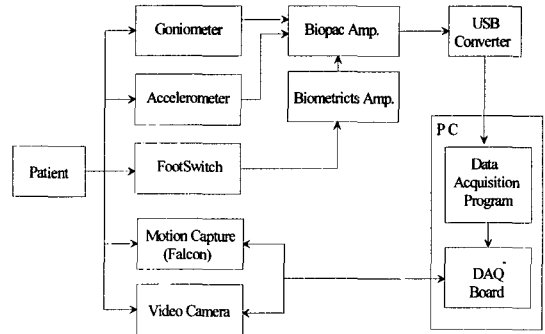 Goniometer
Biopac Amp.
USB
Converter
Accelerometer
Biometricts Amp.
PC
Patient
FootSwitch
Data
Acquisition
Program
Motion Capture
(Falcon)
DAQ
Board
Video Camera